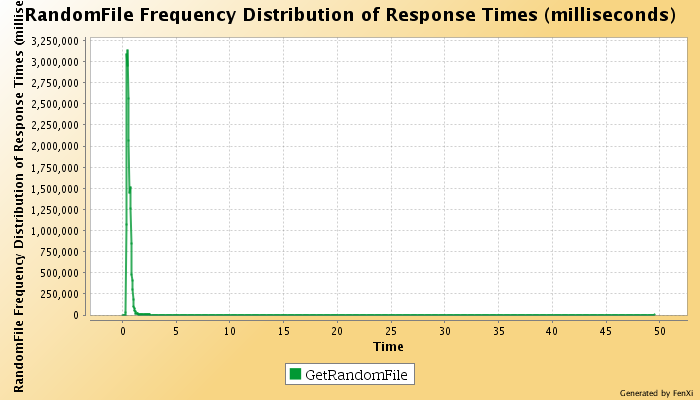 RandomFile Frequency Distribution of Response Times (milliseconds)
RandomFile Frequency Distribution of Response Times (millise
3,250,000
3,000,000
2,750,000
2,500,000
2,250,000
2,000,000
1,750,000
1,500,000
1,250,000
1,000,000
750,000
500,000
250,000
0
0 5 10 15 20 25 30 35 40 45 50
Time
GetRandomFile
Generated by FenXi